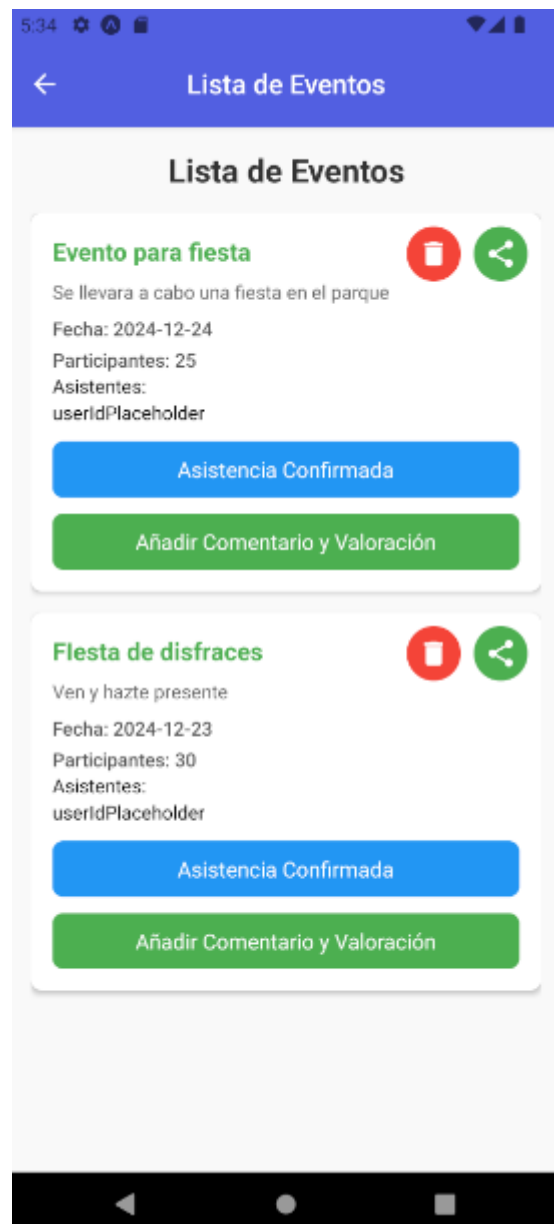 5:34
Lista de Eventos
Lista de Eventos
Evento para fiesta
Se llevara a cabo una fiesta en el parque
Fecha: 2024-12-24
Participantes: 25
Asistentes:
userIdPlaceholder
Asistencia Confirmada
Añadir Comentario y Valoración
FIesta de disfraces
Ven y hazte presente
Fecha: 2024-12-23
Participantes: 30
Asistentes:
userIdPlaceholder
Asistencia Confirmada
Añadir Comentario y Valoración